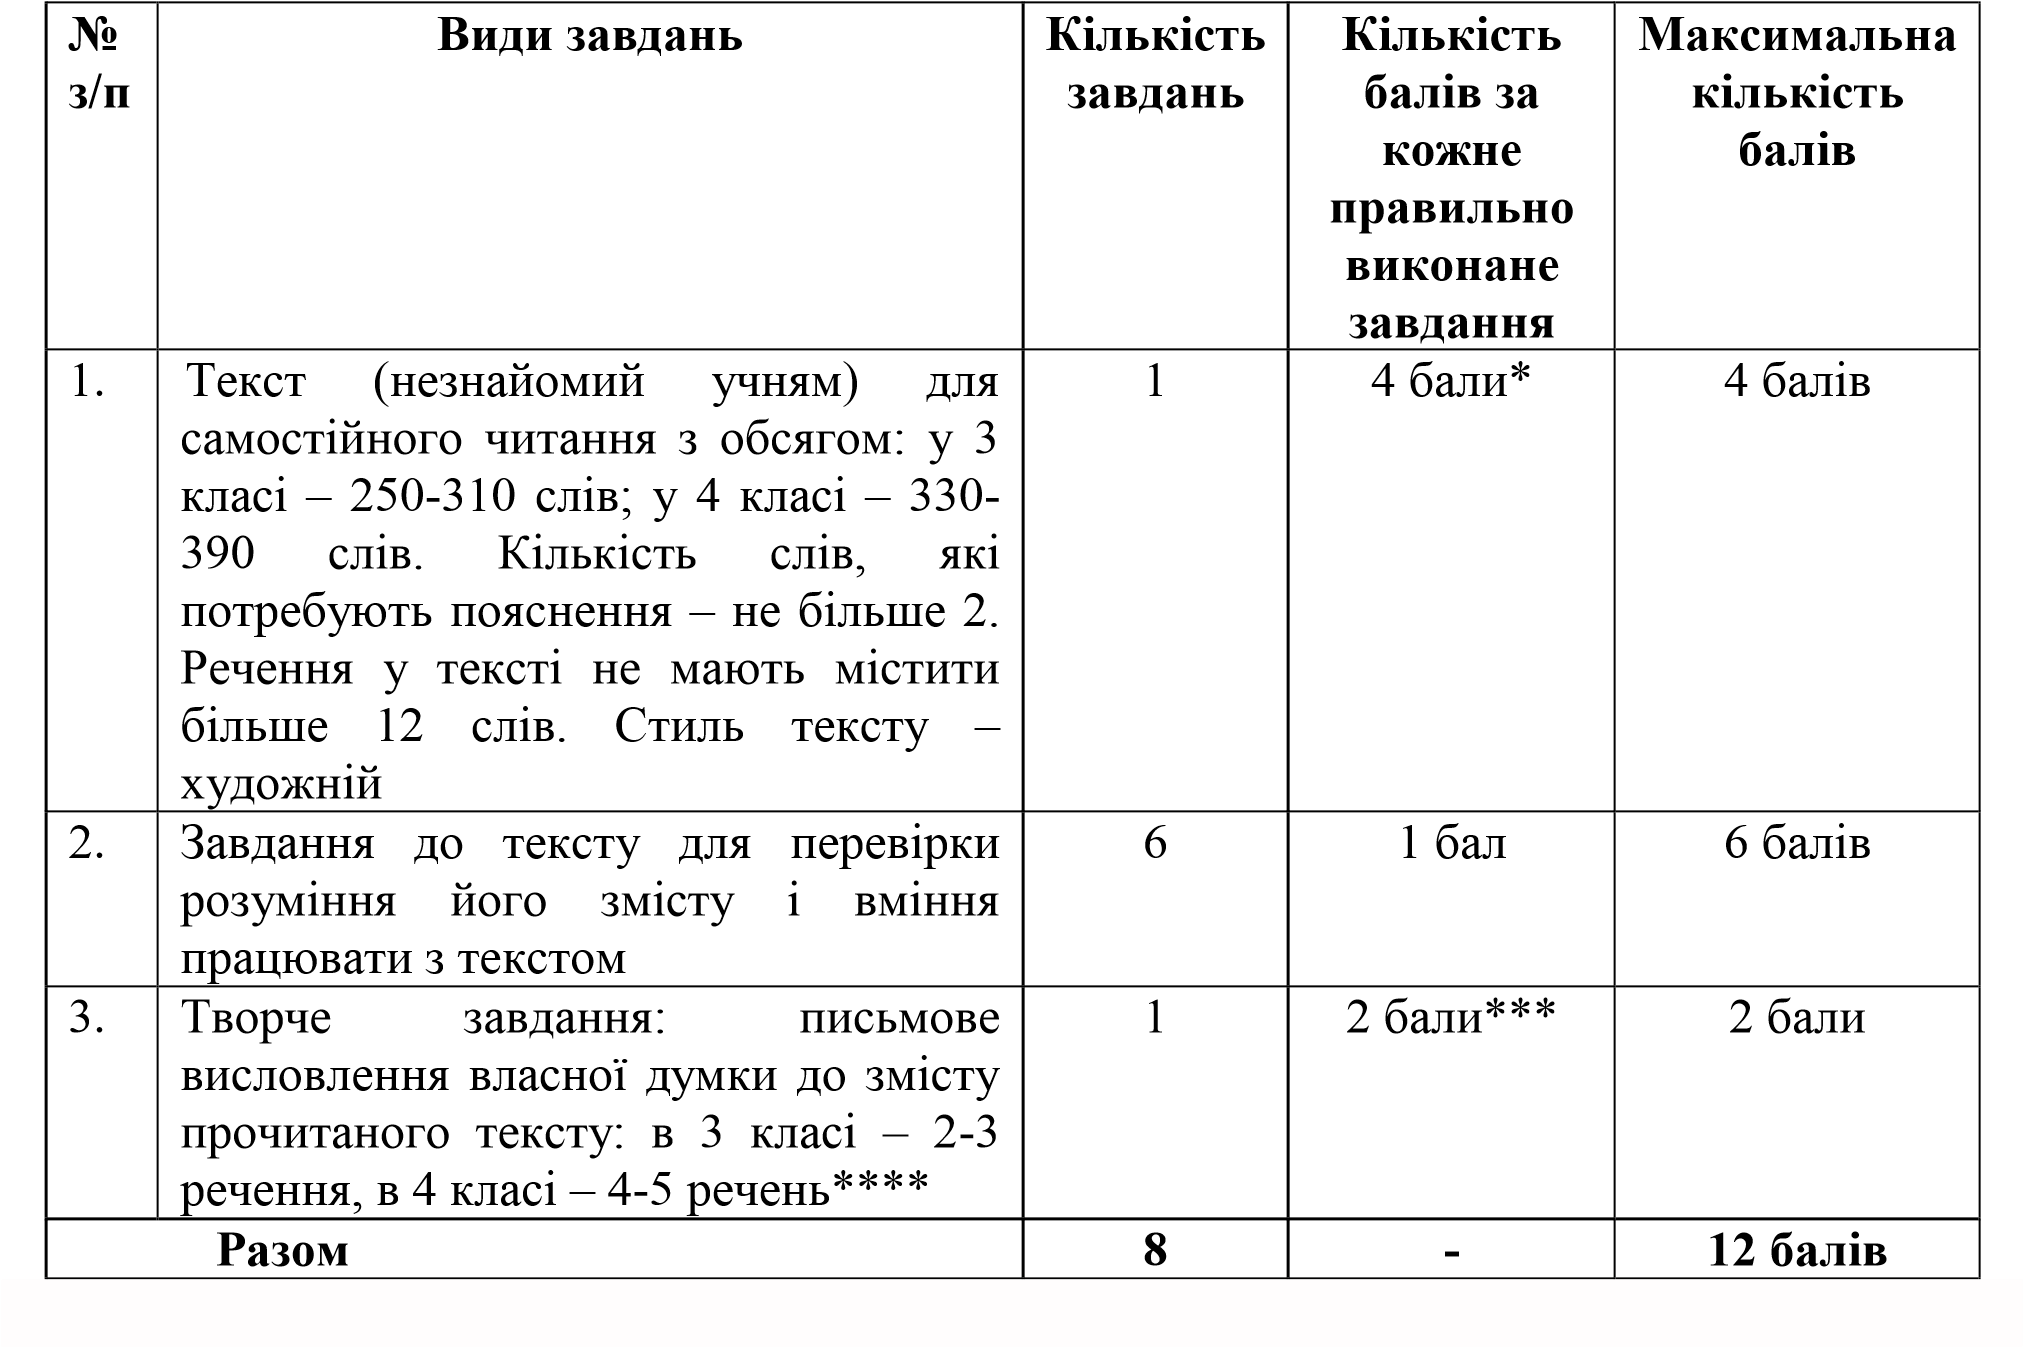 № з/п Види завдань Кількість завдань Кількість балів за кожне правильно виконане завдання Максимальна кількість балів
1. Текст (незнайомий учням) для 1 4 бали* 4 балів
самостійного читання з обсягом: у 3
класі – 250-310 слів; у 4 класі – 330-
390 слів. Кількість слів, які
потребують пояснення – не більше 2.
Речення у тексті не мають містити
більше 12 слів. Стиль тексту –
художній
2. Завдання до тексту для перевірки 6 1 бал 6 балів
розуміння його змісту і вміння
працювати з текстом
3. Творче завдання: письмове 1 2 бали*** 2 бали
висловлення власної думки до змісту
прочитаного тексту: в 3 класі – 2-3
речення, в 4 класі – 4-5 речень****
Разом 8 - 12 балів